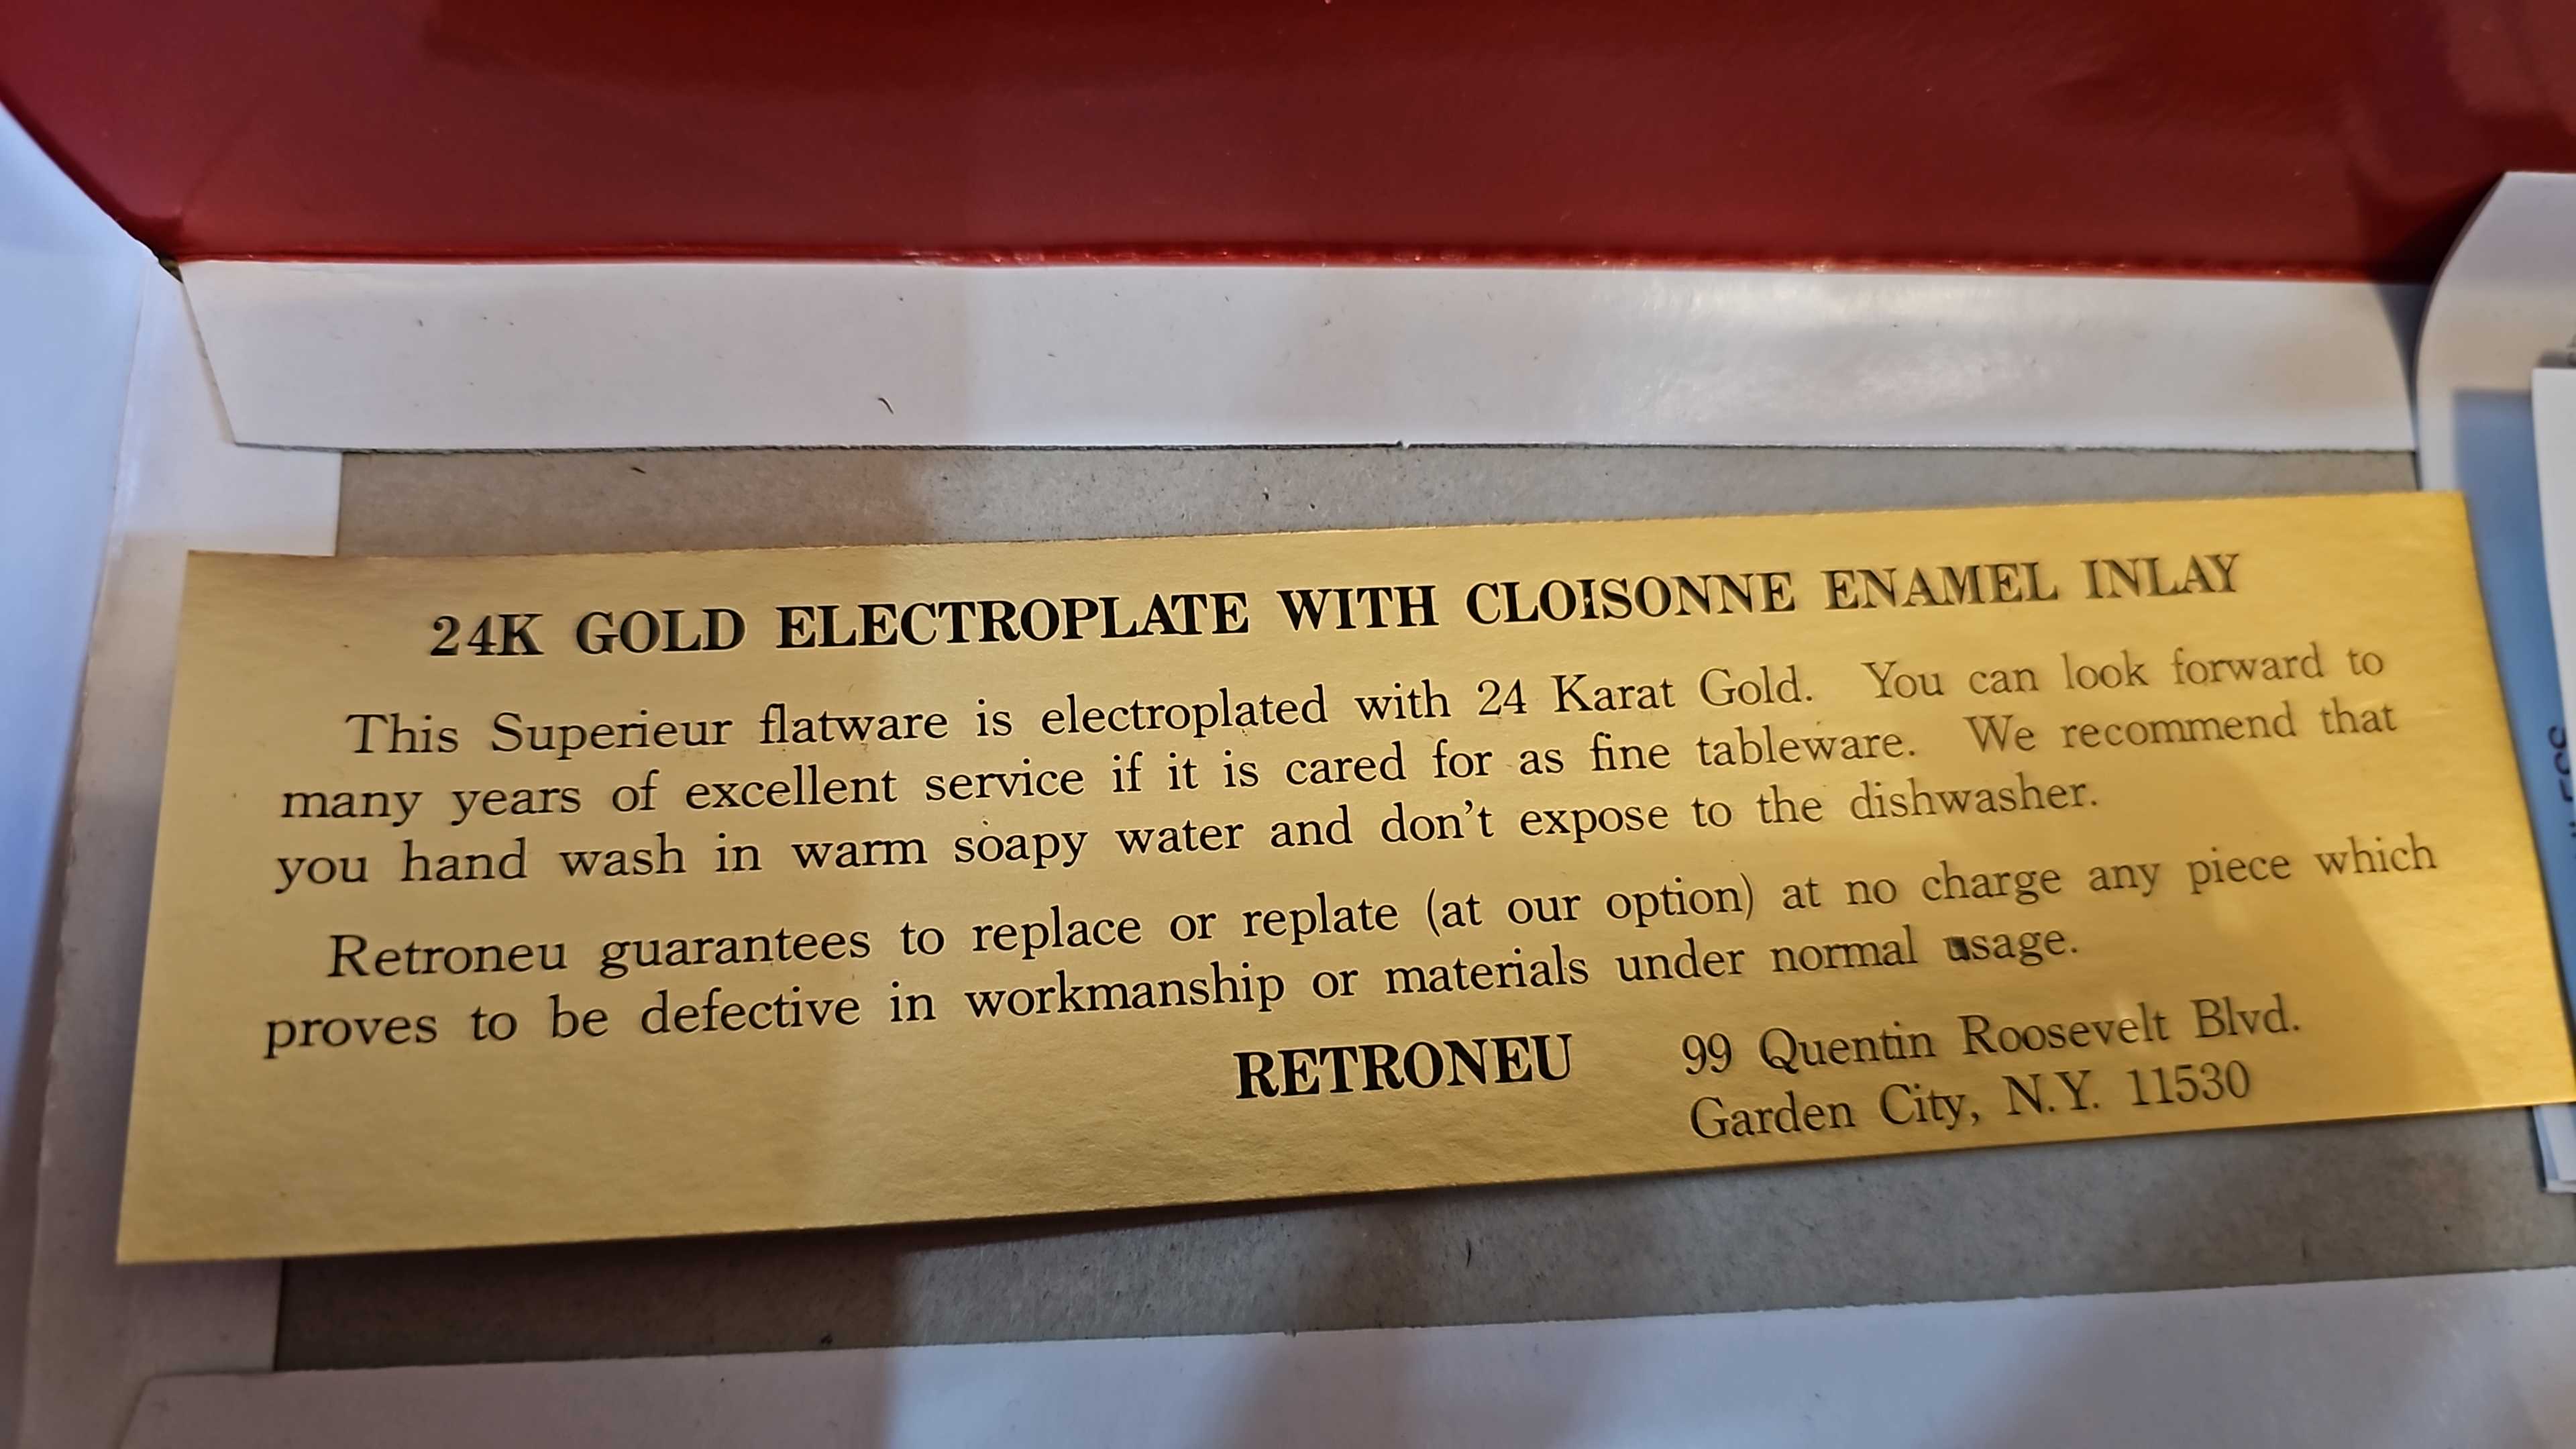 24K GOLD ELECTROPLATE WITH CLOISONNE ENAMEL INLAY
This Superieur flatware is electroplated with 24 Karat Gold. You can look forward to
many years of excellent service if it is cared for as fine tableware. We recommend that
you hand wash in warm soapy water and don't expose to the dishwasher.
Retroneu guarantees to replace or replate (at our option) at no charge any piece which
proves to be defective in workmanship or materials under normal usage.
RETRONEU 99 Quentin Roosevelt Blvd.
Garden City, N.Y. 11530